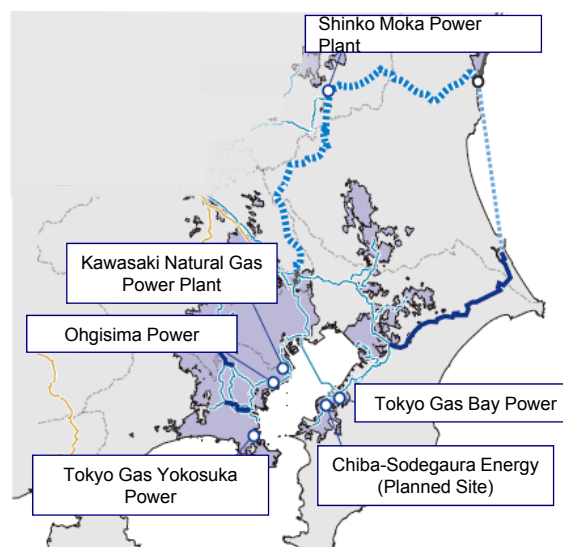 Shinko Moka Power
Plant
Kawasaki Natural Gas
Power Plant
Ohgisima Power
Tokyo Gas Bay Power
Chiba-Sodegaura Energy
(Planned Site)
Tokyo Gas Yokosuka
Power